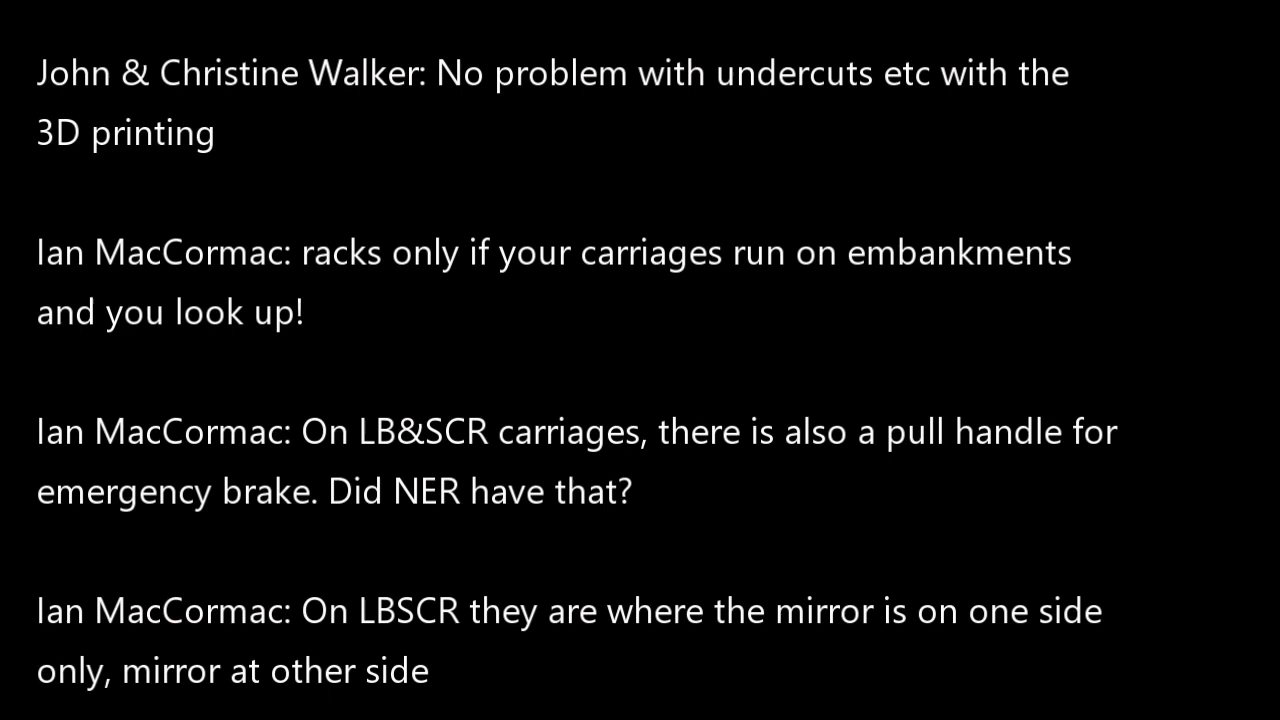 John & Christine Walker: No problem with undercuts etc with the
3D printing
Ian MacCormac: racks only if your carriages run on embankments
and you look up!
Ian MacCormac: On LB&SCR carriages, there is also a pull handle for
emergency brake. Did NER have that?
Ian MacCormac: On LBSCR they are where the mirror is on one side
only, mirror at other side